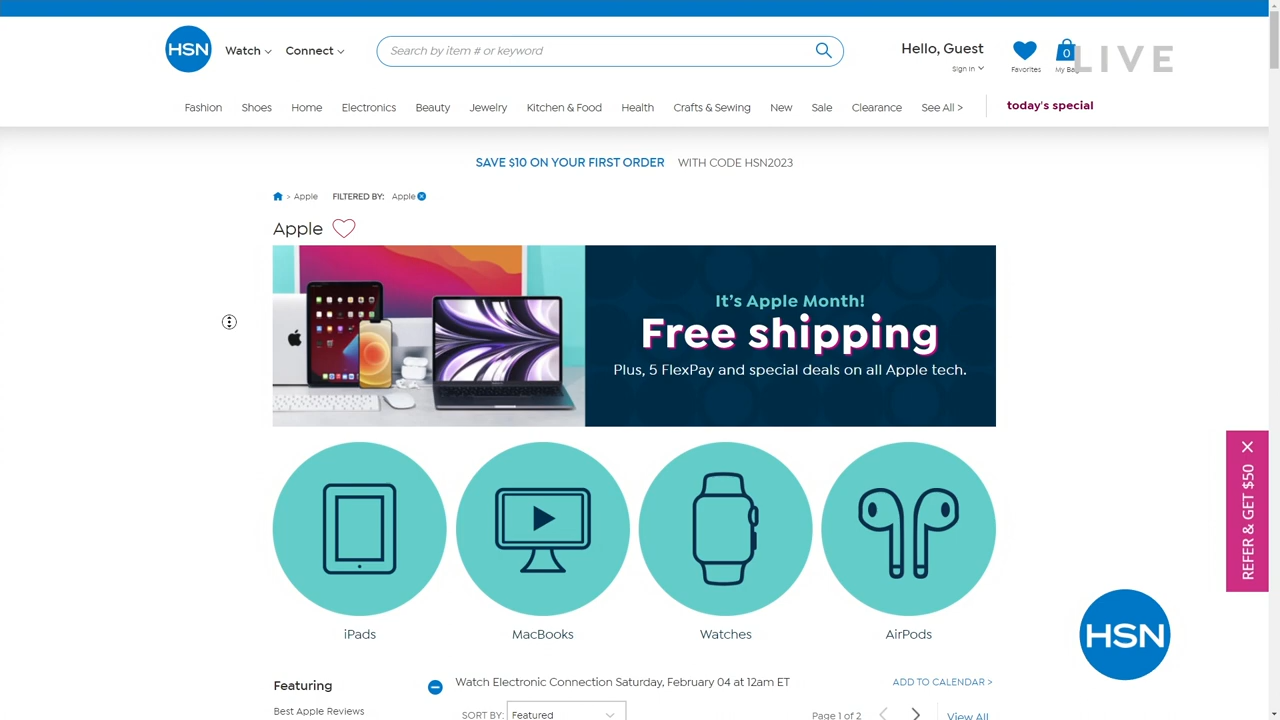 HSN
Watch
Connect
Search by item # or keyword
Hello, Guest
Sign in
Favorites
0
My Ba
LIVE
Fashion
Shoes
Home
Electronics
Beauty
Jewelry
Kitchen & Food
Health
Crafts & Sewing
New
Sale
Clearance
See All >
today's special
SAVE $10 ON YOUR FIRST ORDER WITH CODE HSN2023
> Apple FILTERED BY: Apple
Apple
It's Apple Month!
Free shipping
Plus, 5 FlexPay and special deals on all Apple tech.
iPads
MacBooks
Watches
AirPods
REFER & GET $50
HSN
Featuring
Best Apple Reviews
Watch Electronic Connection Saturday, February 04 at 12am ET
ADD TO CALENDAR >
SORT BY: Featured
Page 1 of 2
View All